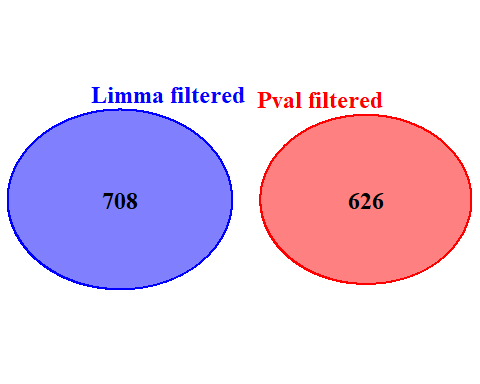 Limma filtered
Pval filtered
708
626